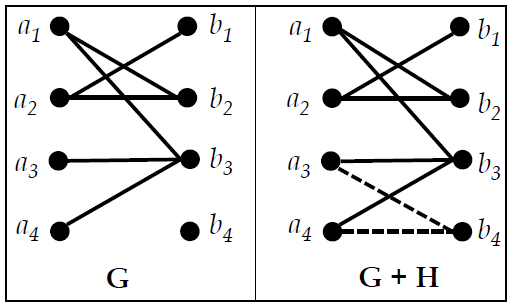 a1 b1 a1 b1
a2 b2 a2 b2
a3 b3 a3 b3
a4 b4 a4 b4
G G + H